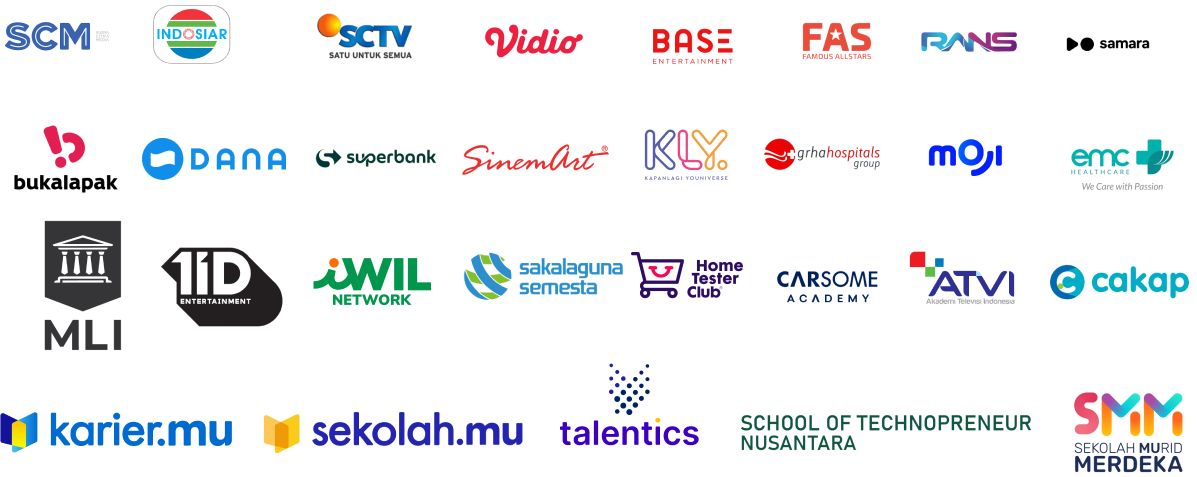 SCM
INDOSIAR
SCTV
SATU UNTUK SEMUA
Vidio
BASE
ENTERTAINMENT
FAS
FAMOUS ALLSTARS
RANS
samara
bukalapak
DANA
superbank
SinemArt®
KLY.
KAPANLAGI YOUNIVERSE
grhahospitals
group
moji
emc
HEALTHCARE
We Care with Passion
MLI
11D
ENTERTAINMENT
iWIL
NETWORK
sakalaguna
semesta
Home
Tester
Club
CARSOME
ACADEMY
ATVI
Akademi Televisi Indonesia
cakap
karier.mu
sekolah.mu
talentics
SCHOOL OF TECHNOPRENEUR
NUSANTARA
SMM
SEKOLAH MURID
MERDEKA